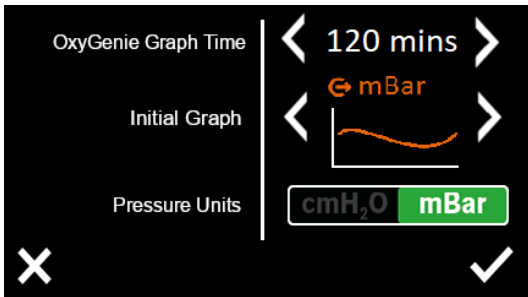 OxyGenie Graph Time
120 mins
mBar
Initial Graph
Pressure Units
cmH₂O mBar